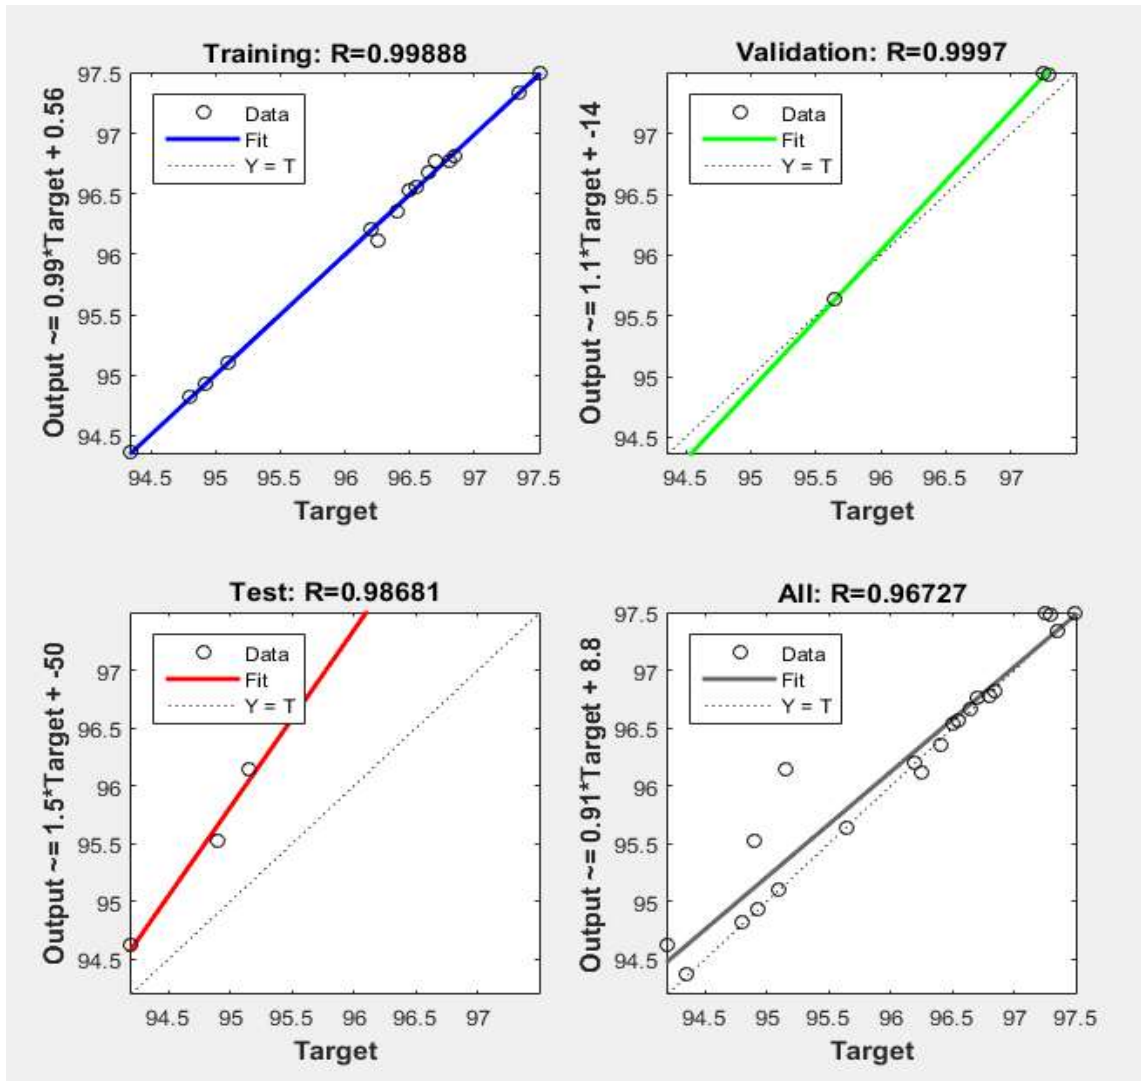 Training: R=0.99888
Output ~= 0.99*Target + 0.56
97.5
97
96.5
96
95.5
95
94.5
Data
Fit
Y = T
94.5 95 95.5 96 96.5 97 97.5
Target
Validation: R=0.9997
Output ~= 1.1*Target + -14
97
96.5
96
95.5
95
94.5
Data
Fit
Y = T
94.5 95 95.5 96 96.5 97
Target
Test: R=0.98681
Output ~= 1.5*Target + -50
97
96.5
96
95.5
95
94.5
Data
Fit
Y = T
94.5 95 95.5 96 96.5 97
Target
All: R=0.96727
Output ~= 0.91*Target + 8.8
97.5
97
96.5
96
95.5
95
94.5
Data
Fit
Y = T
94.5 95 95.5 96 96.5 97 97.5
Target